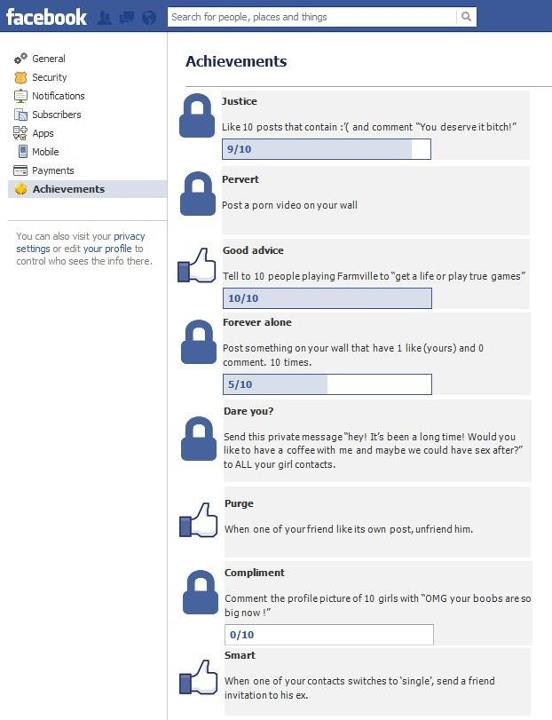 facebook
Search for people, places and things
General
Security
Notifications
Subscribers
Apps
Mobile
Payments
Achievements
You can also visit your privacy
settings or edit your profile to
control who sees the info there.
Achievements
Justice
Like 10 posts that contain :'( and comment "You deserve it bitch!"
9/10
Pervert
Post a porn video on your wall
Good advice
Tell to 10 people playing Farmville to "get a life or play true games"
10/10
Forever alone
Post something on your wall that have 1 like (yours) and 0
comment. 10 times.
5/10
Dare you?
Send this private message "hey! It's been a long time! Would you
like to have a coffee with me and maybe we could have sex after?"
to ALL your girl contacts.
Purge
When one of your friend like its own post, unfriend him.
Compliment
Comment the profile picture of 10 girls with "OMG your boobs are so
big now !"
0/10
Smart
When one of your contacts switches to 'single', send a friend
invitation to his ex.